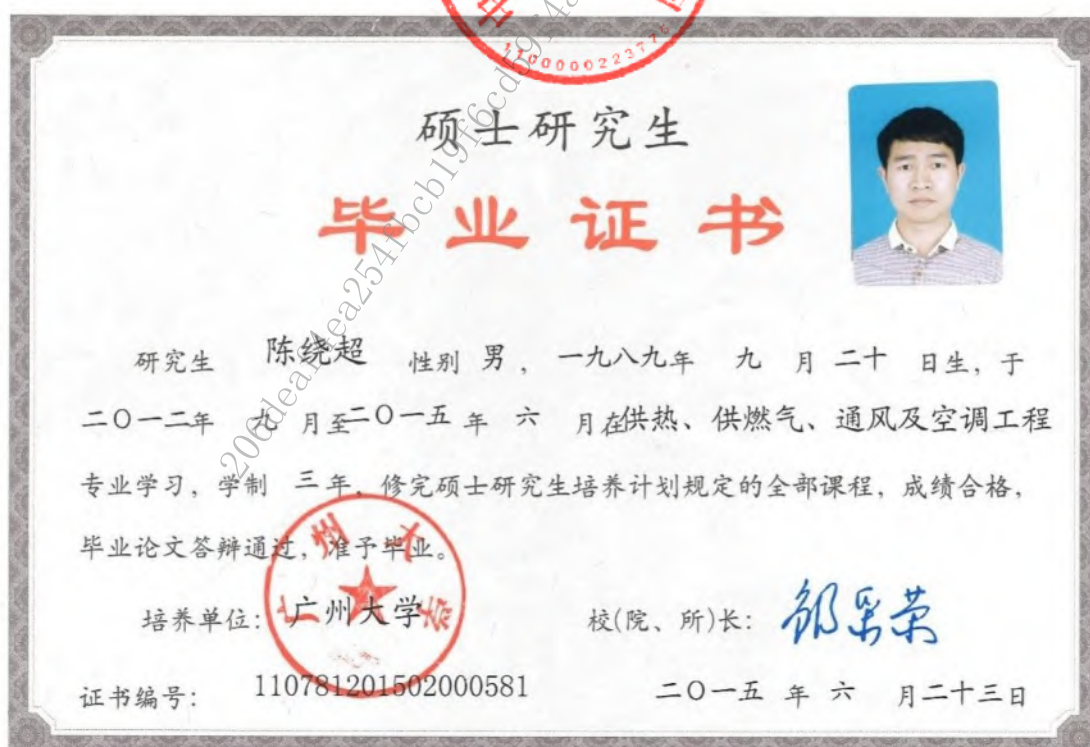 1100000223776
硕士研究生
毕业证书
研究生 陈绕超 性别 男, 一九八九年 九 月 二十 日生, 于
二〇一二年 九 月至二〇一五 年 六 月在供热、供燃气、通风及空调工程
专业学习, 学制 三年, 修完硕士研究生培养计划规定的全部课程, 成绩合格,
毕业论文答辩通过, 准予毕业。
广州大学
培养单位: 广州大学 校(院、所)长:
证书编号: 110781201502000581 二〇一五 年 六 月二十三日